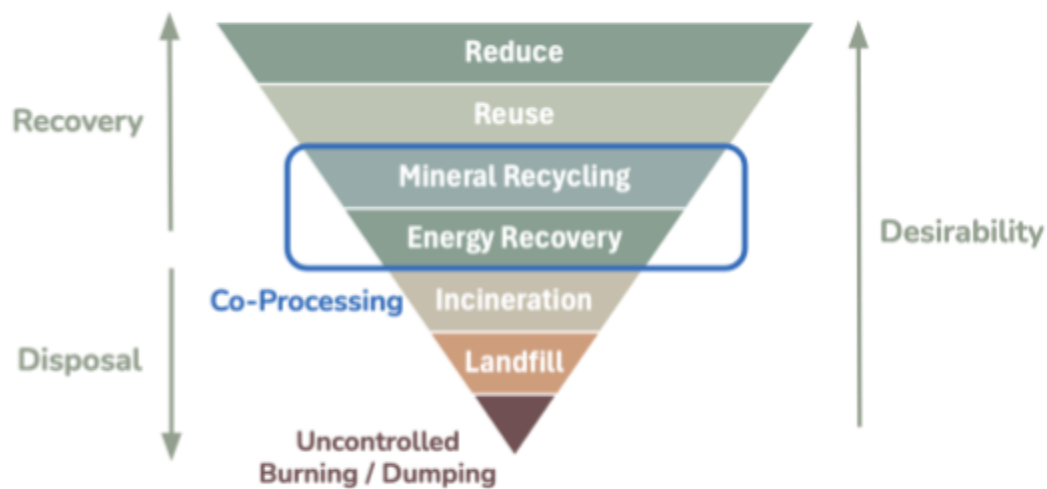 Reduce
Recovery
Reuse
Mineral Recycling
Energy Recovery
Desirability
Co-Processing
Incineration
Disposal
Landfill
Uncontrolled
Burning / Dumping